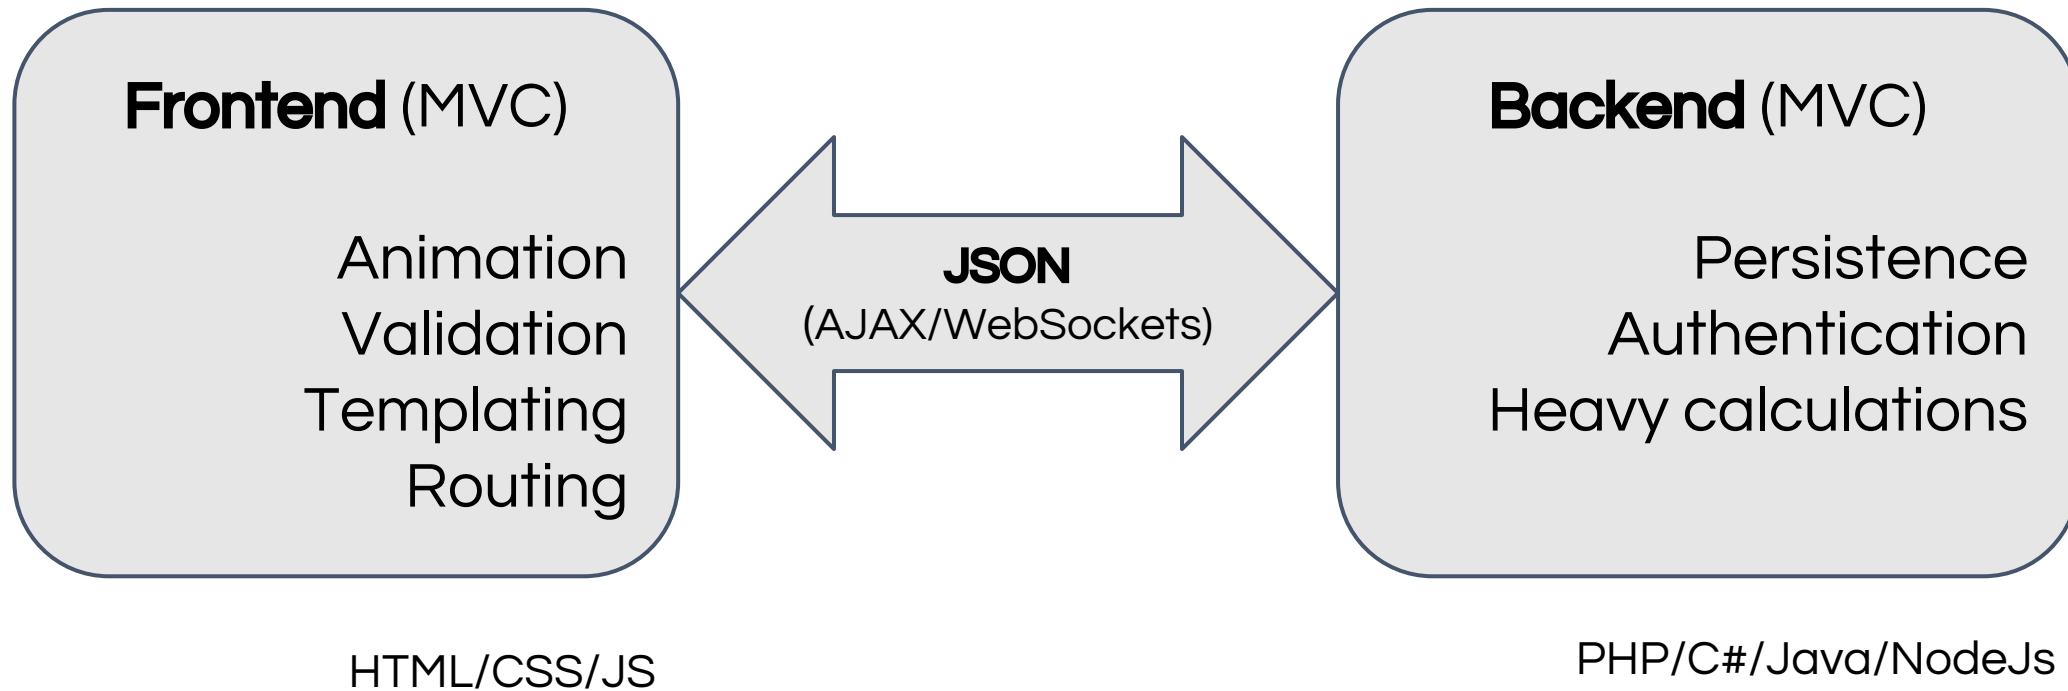 Frontend (MVC)
Animation
Validation
Templating
Routing
JSON
(AJAX/WebSockets)
Backend (MVC)
Persistence
Authentication
Heavy calculations
HTML/CSS/JS
PHP/C#/Java/NodeJs